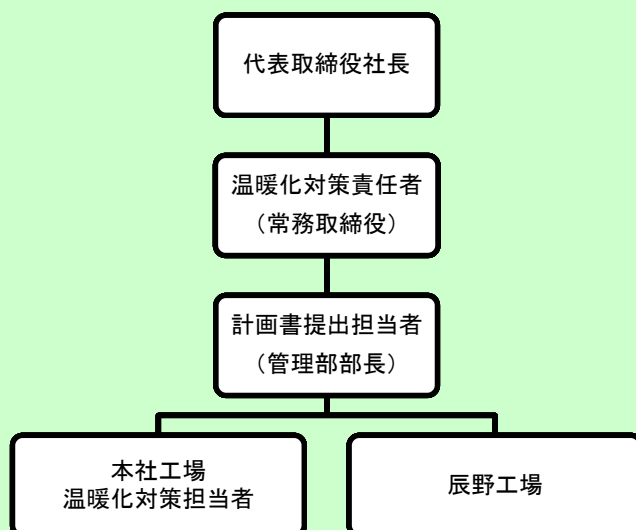 代表取締役社長
温暖化対策責任者
（常務取締役）
計画書提出担当者
（管理部部長）
本社工場
温暖化対策担当者
辰野工場